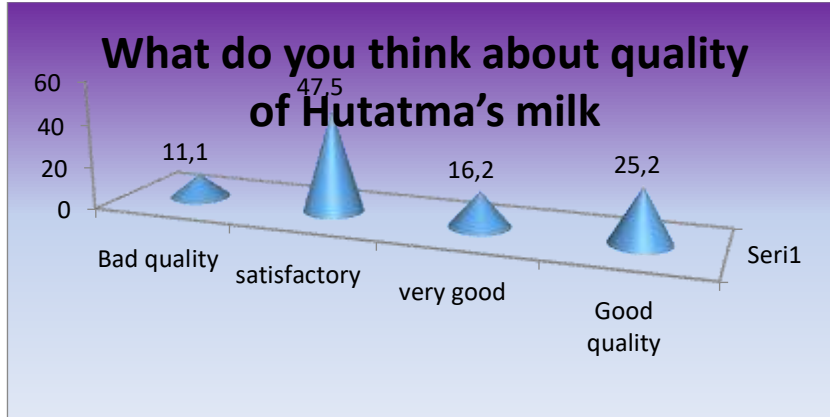 What do you think about quality
of Hutatma's milk
60
40
20
0
11,1
47,5
16,2
25,2
Bad quality
satisfactory
very good
Good
quality
Seri1